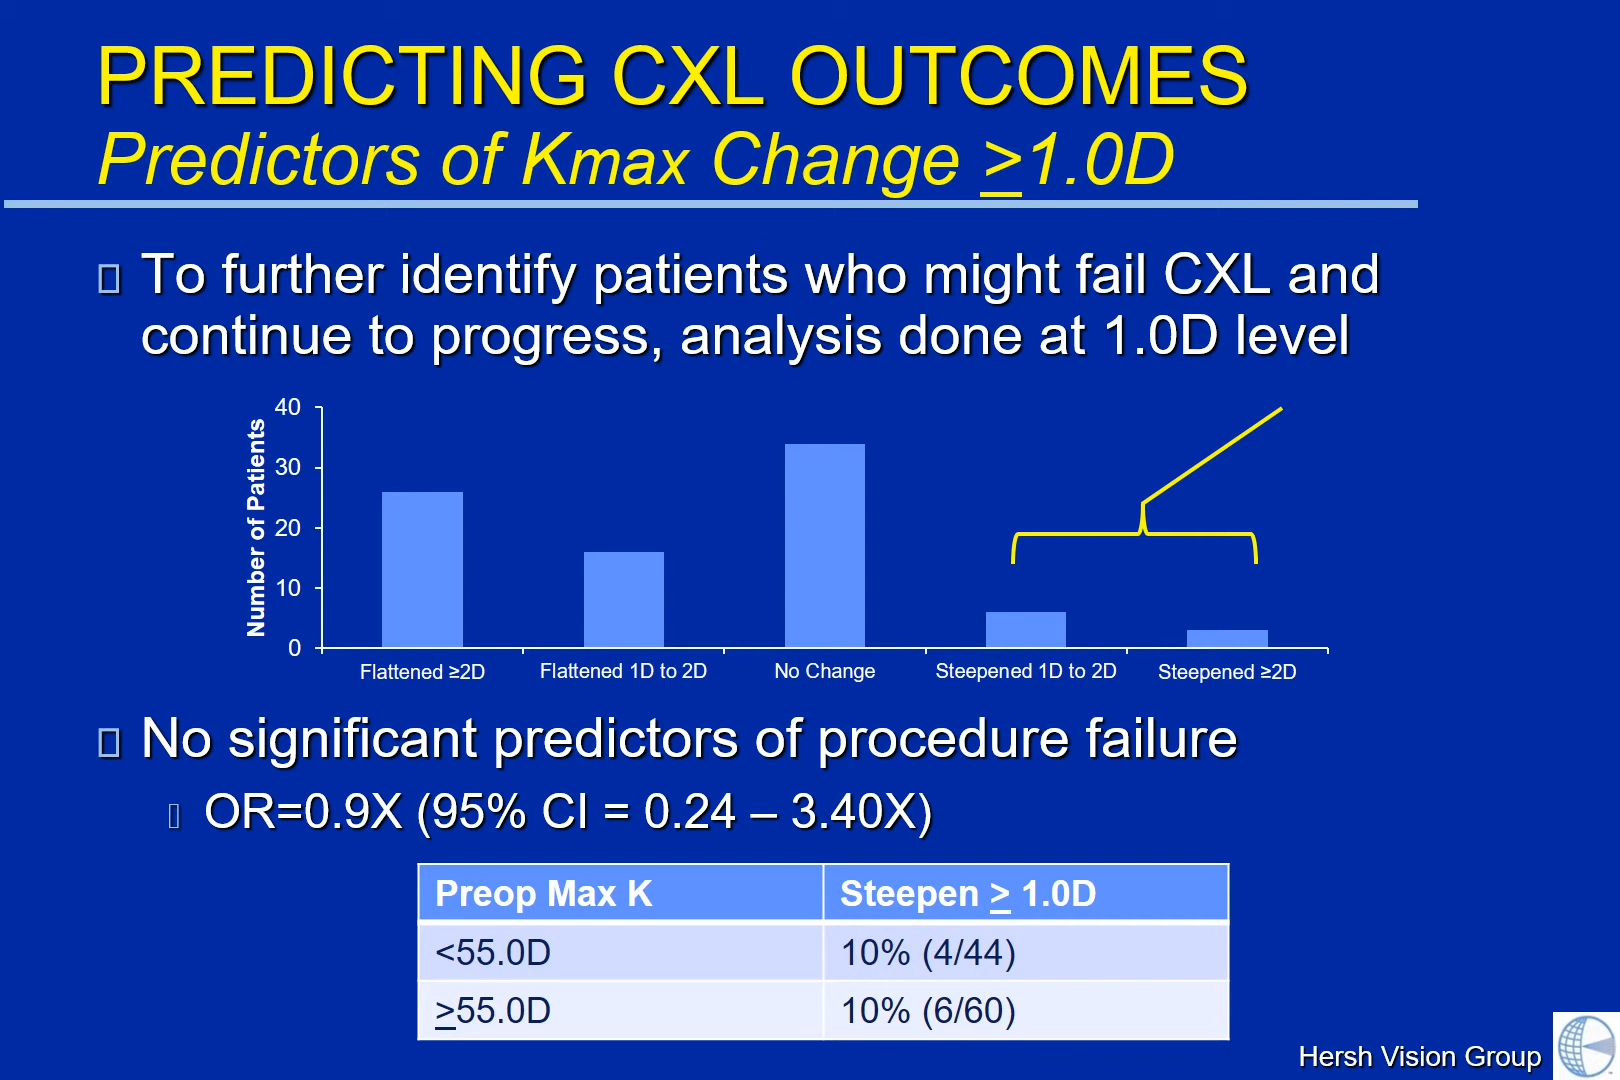 PREDICTING CXL OUTCOMES
Predictors of Kmax Change ≥1.0D
To further identify patients who might fail CXL and
continue to progress, analysis done at 1.0D level
Number of Patients
40
30
20
10
0
Flattened ≥2D
Flattened 1D to 2D
No Change
Steepened 1D to 2D
Steepened ≥2D
No significant predictors of procedure failure
OR=0.9X (95% CI = 0.24 – 3.40X)
Preop Max K
Steepen ≥ 1.0D
<55.0D
10% (4/44)
≥55.0D
10% (6/60)
Hersh Vision Group